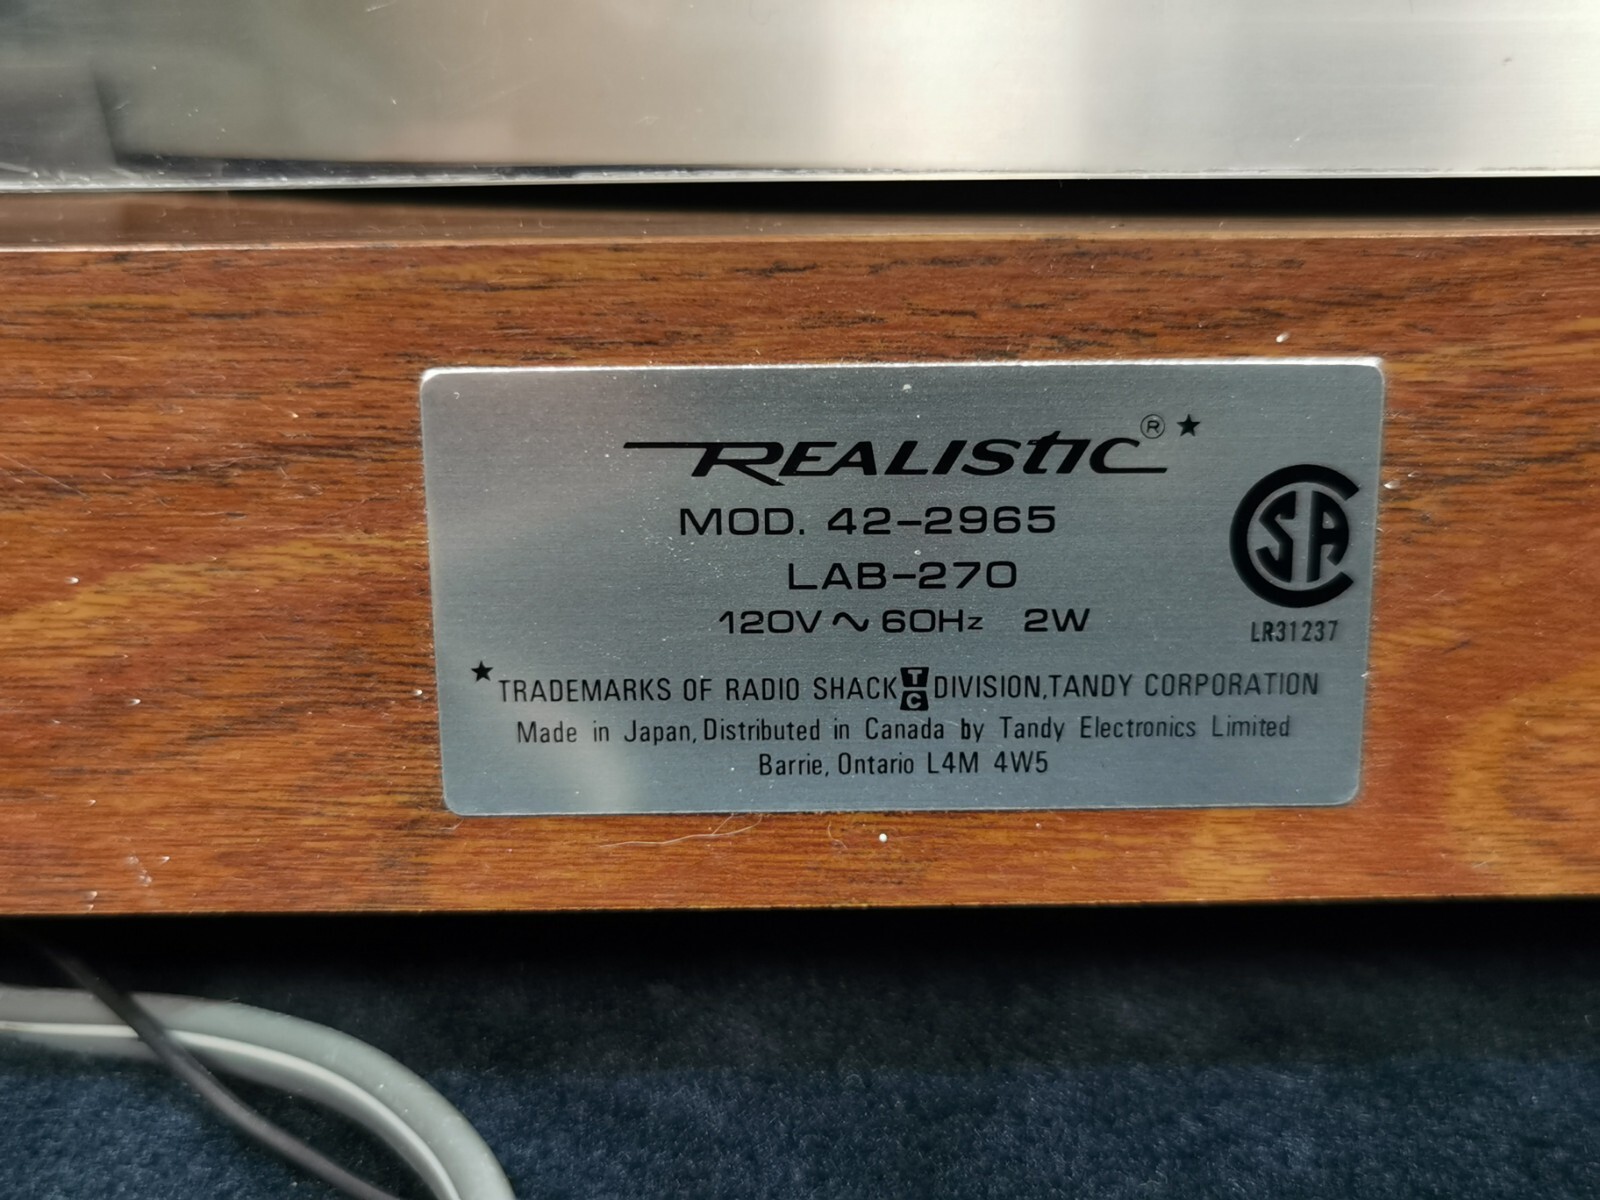 REALISTIC® ★
MOD. 42-2965
LAB-270
120V ~ 60Hz 2W
SA
LR31237
★ TRADEMARKS OF RADIO SHACK TC DIVISION, TANDY CORPORATION
Made in Japan, Distributed in Canada by Tandy Electronics Limited
Barrie, Ontario L4M 4W5